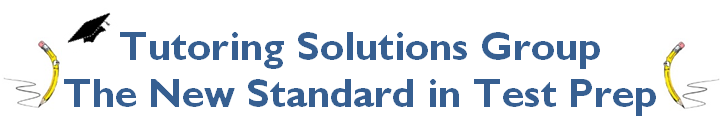 Tutoring Solutions Group
The New Standard in Test Prep